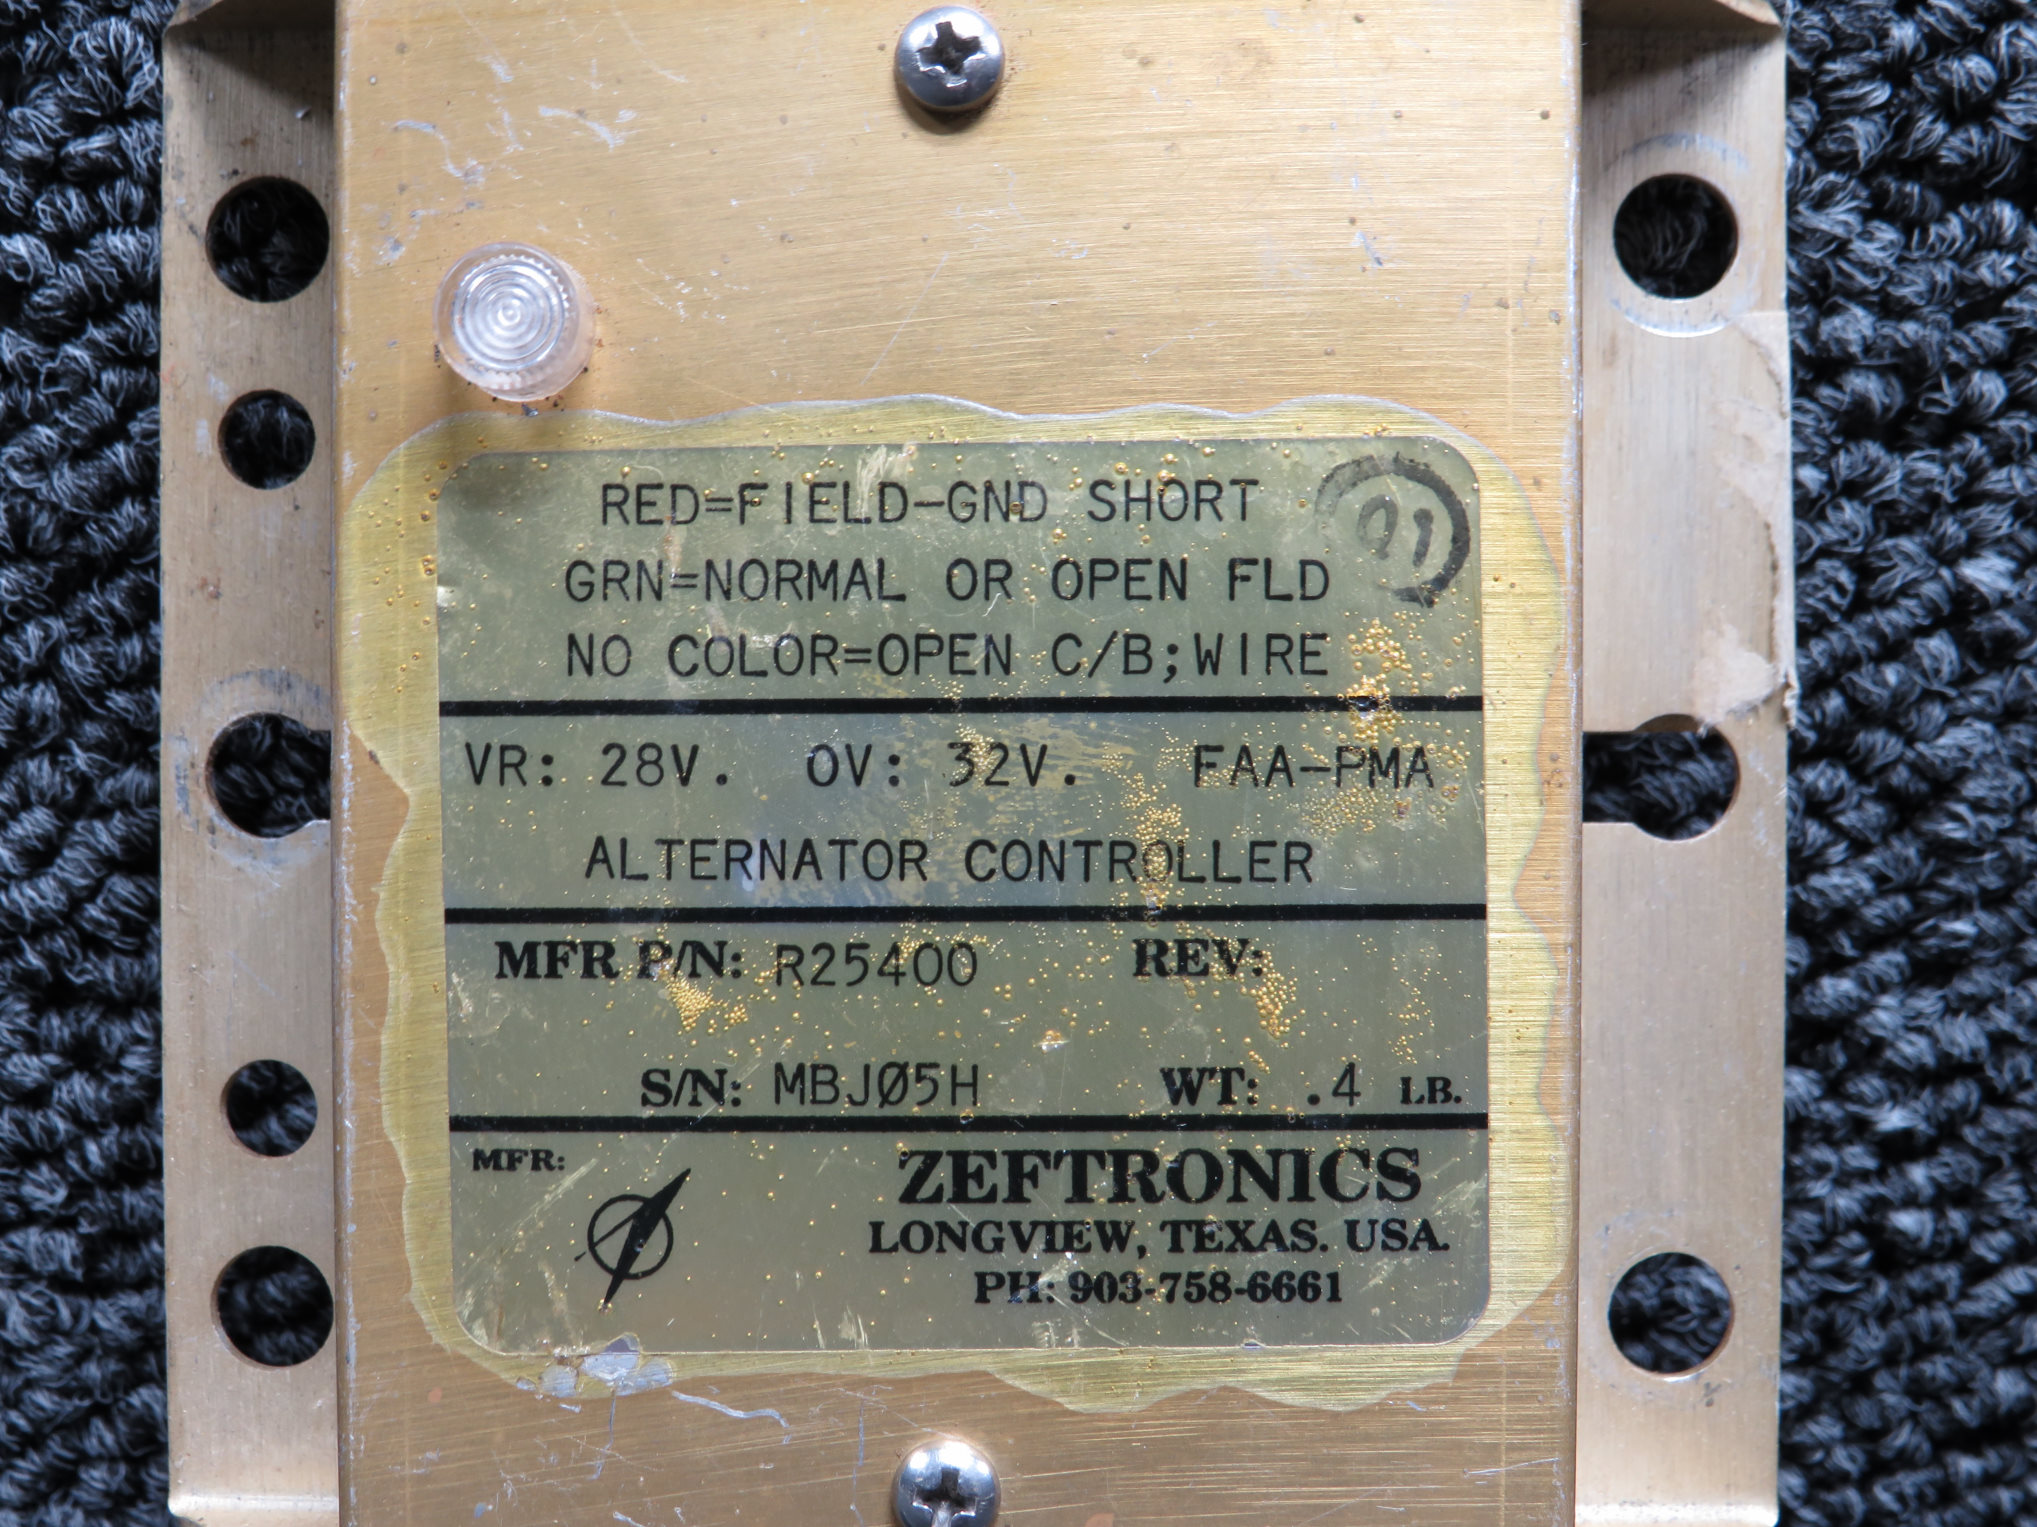 RED=FIELD-GND SHORT
GRN=NORMAL OR OPEN FLD
NO COLOR=OPEN C/B;WIRE
VR: 28V. OV: 32V. FAA-PMA
ALTERNATOR CONTROLLER
MFR P/N: R25400 REV:
S/N: MBJØ5H WT: .4 LB.
MFR:
ZEFTRONICS
LONGVIEW, TEXAS. USA.
PH: 903-758-6661